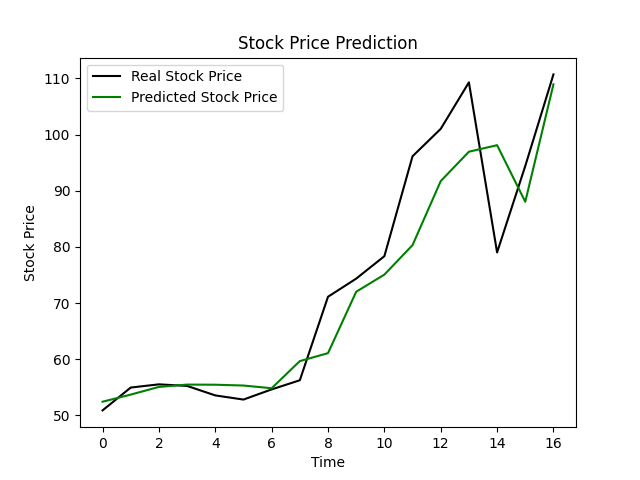 Stock Price Prediction
Real Stock Price
Predicted Stock Price
110
100
90
80
70
60
50
Stock Price
0 2 4 6 8 10 12 14 16
Time